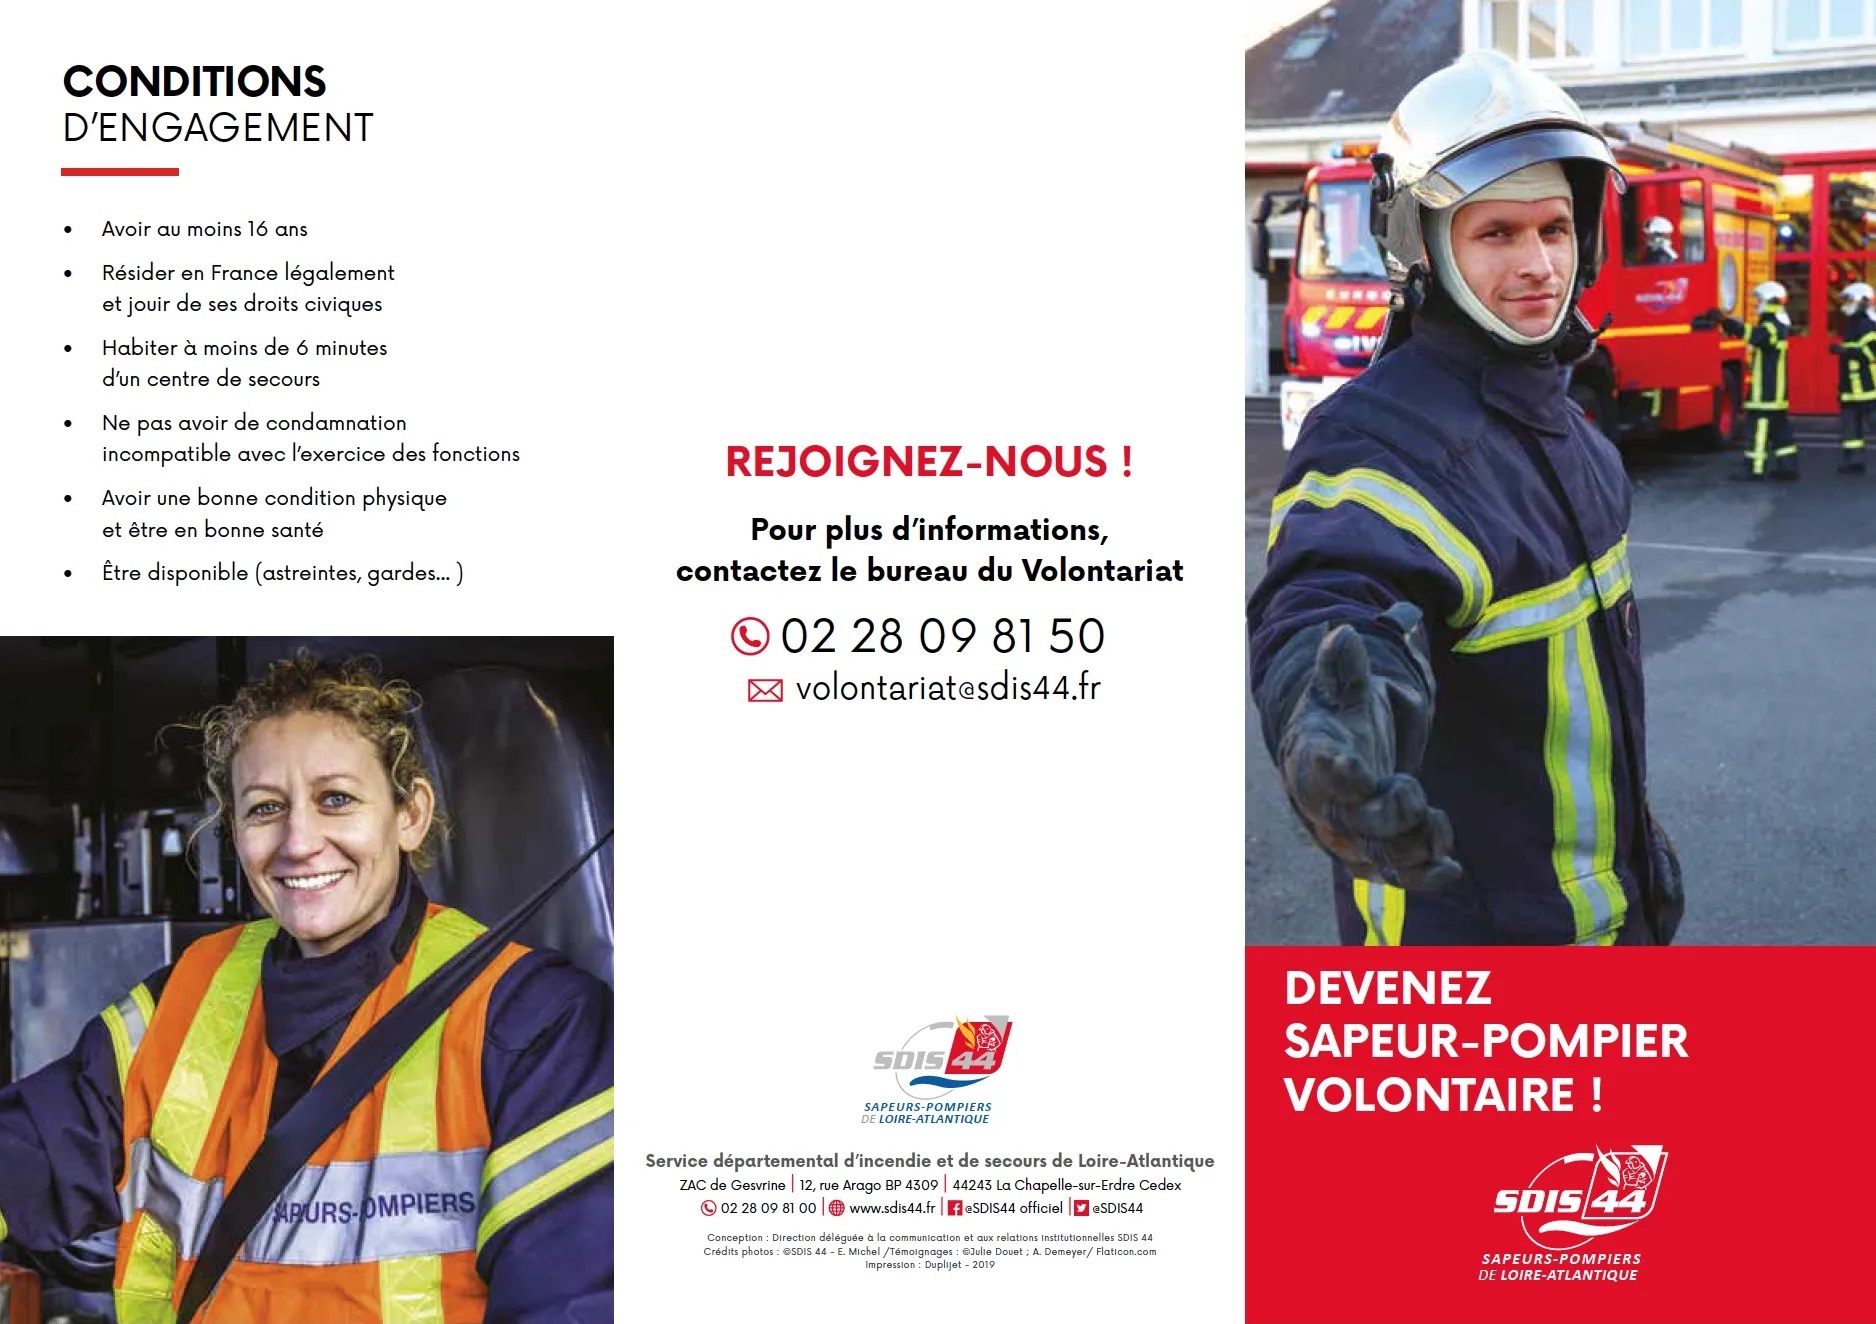 CONDITIONS
D’ENGAGEMENT
• Avoir au moins 16 ans
• Résider en France légalement
et jouir de ses droits civiques
• Habiter à moins de 6 minutes
d’un centre de secours
• Ne pas avoir de condamnation
incompatible avec l’exercice des fonctions
• Avoir une bonne condition physique
et être en bonne santé
• Être disponible (astreintes, gardes... )
SAPEURS-POMPIERS
REJOIGNEZ-NOUS !
Pour plus d’informations,
contactez le bureau du Volontariat
02 28 09 81 50
volontariat@sdis44.fr
SDIS 44
SAPEURS-POMPIERS
DE LOIRE-ATLANTIQUE
Service départemental d’incendie et de secours de Loire-Atlantique
ZAC de Gesvrine | 12, rue Arago BP 4309 | 44243 La Chapelle-sur-Erdre Cedex
02 28 09 81 00 | www.sdis44.fr | @SDIS44 officiel | @SDIS44
Conception : Direction déléguée à la communication et aux relations institutionnelles SDIS 44
Crédits photos : ©SDIS 44 - E. Michel /Témoignages : ©Julie Douet ; A. Demeyer/ Flaticon.com
Impression : Duplijet - 2019
DEVENEZ
SAPEUR-POMPIER
VOLONTAIRE !
SDIS 44
SAPEURS-POMPIERS
DE LOIRE-ATLANTIQUE